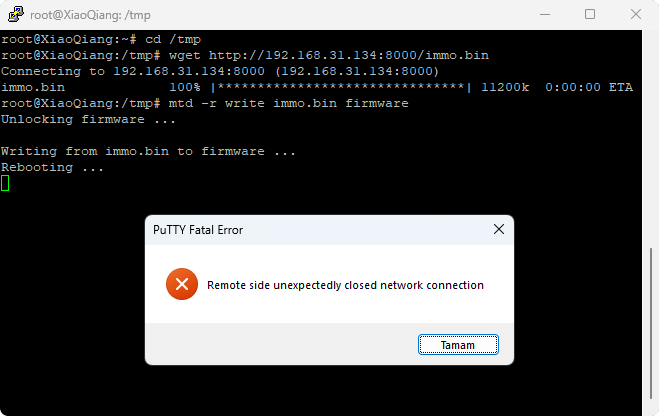 root@XiaoQiang: /tmp
root@XiaoQiang:~# cd /tmp
root@XiaoQiang:/tmp# wget http://192.168.31.134:8000/immo.bin
Connecting to 192.168.31.134:8000 (192.168.31.134:8000)
immo.bin             100% |*******************************| 11200k  0:00:00 ETA
root@XiaoQiang:/tmp# mtd -r write immo.bin firmware
Unlocking firmware ...
Writing from immo.bin to firmware ...
Rebooting ...
PuTTY Fatal Error
Remote side unexpectedly closed network connection
Tamam